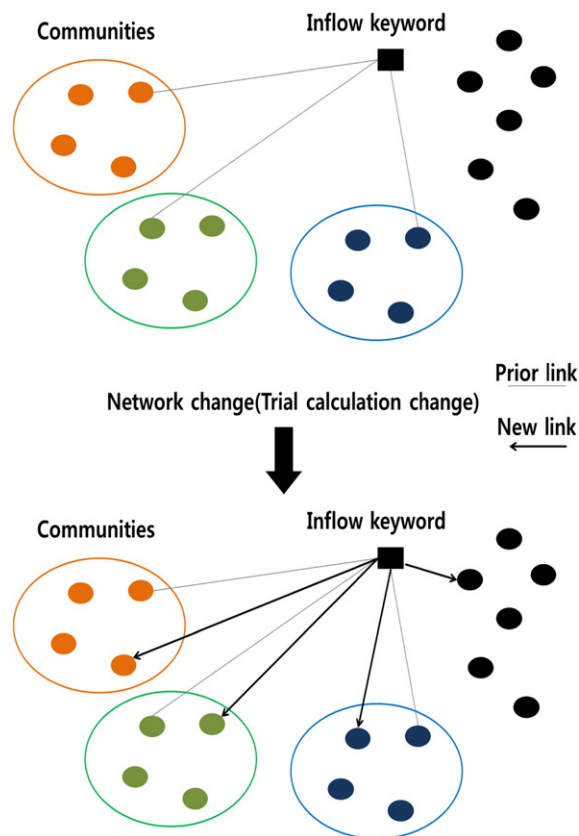 Communities
Inflow keyword
Prior link
Network change(Trial calculation change)
New link
Communities
Inflow keyword